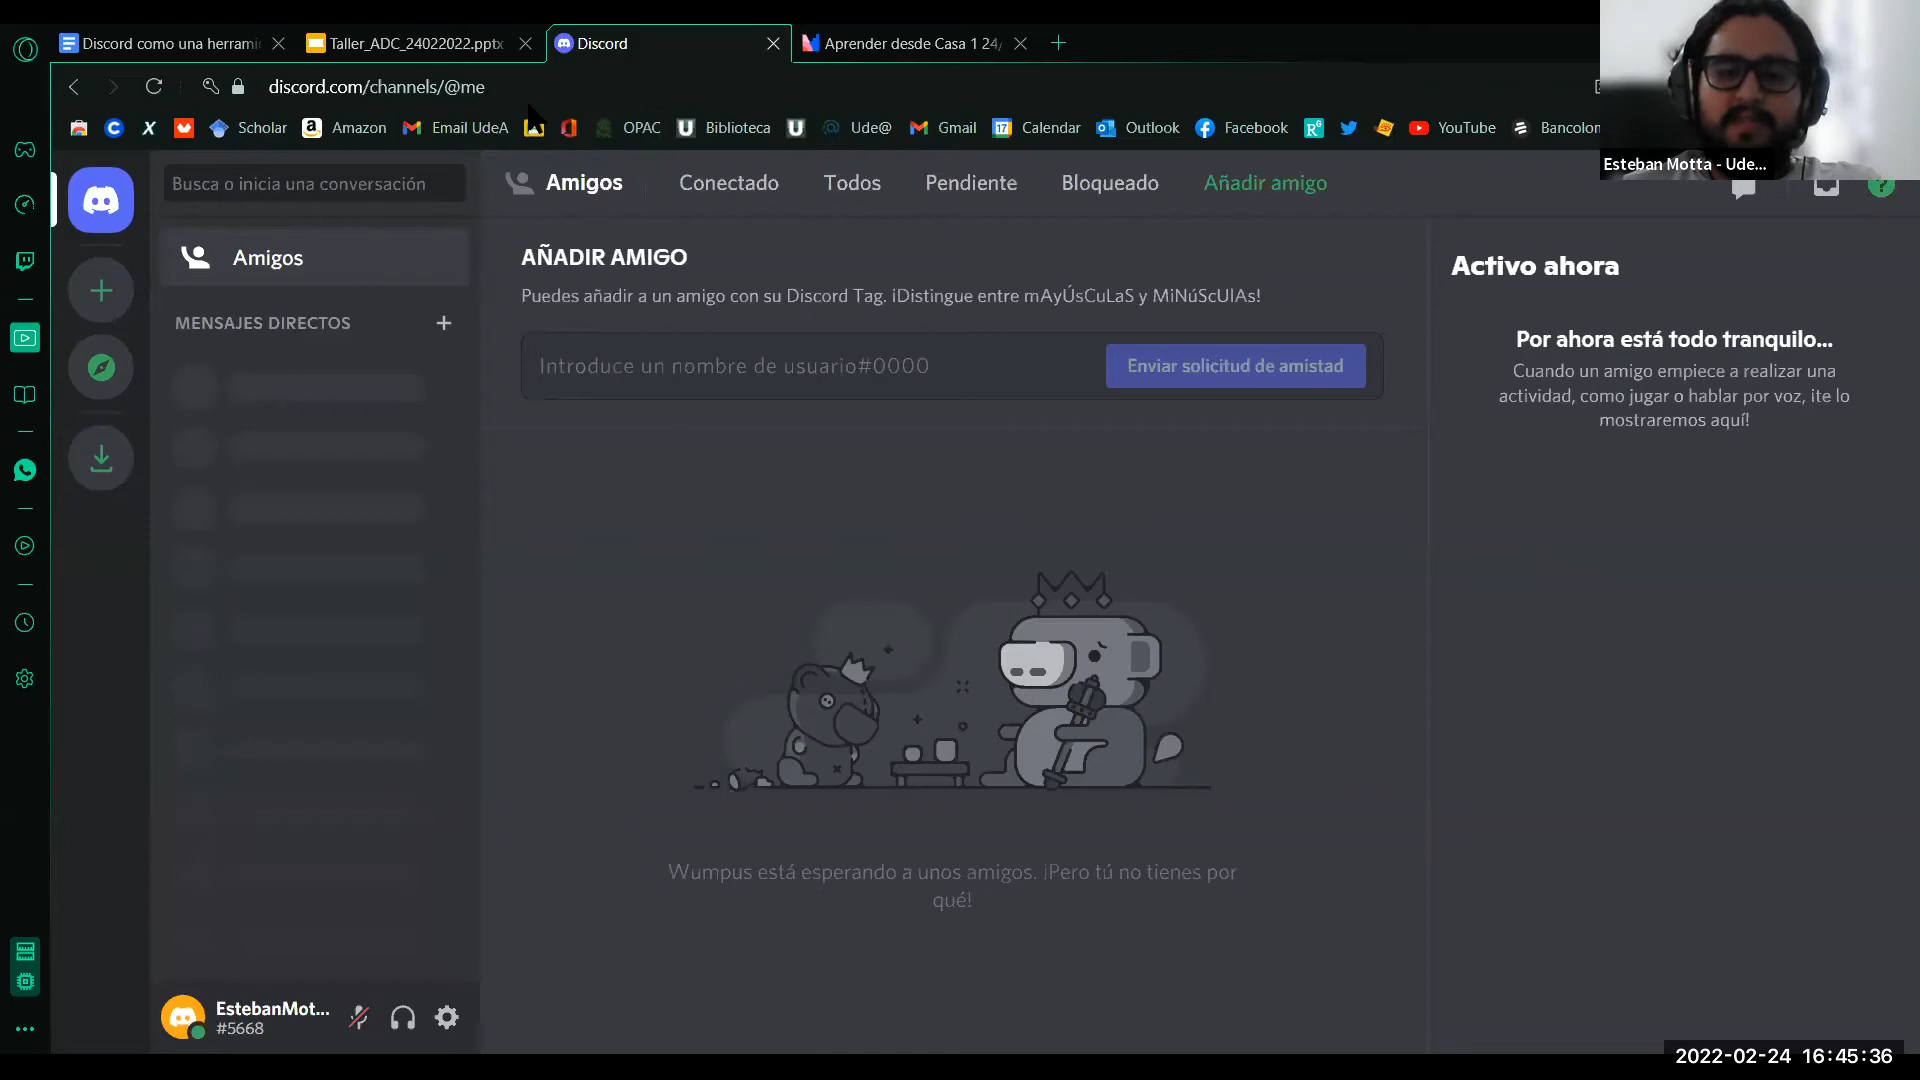 Discord como una herrami
Taller_ADC_24022022.pptx
Discord
Aprender desde Casa 1 24/
discord.com/channels/@me
Scholar
Amazon
Email UdeA
OPAC
Biblioteca
Ude@
Gmail
Calendar
Outlook
Facebook
YouTube
Bancolom
Esteban Motta - Ude...
Busca o inicia una conversación
Amigos
Conectado
Todos
Pendiente
Bloqueado
Añadir amigo
Amigos
MENSAJES DIRECTOS
AÑADIR AMIGO
Puedes añadir a un amigo con su Discord Tag. ¡Distingue entre mAyÚsCuLaS y MiNúScUlAs!
Introduce un nombre de usuario#0000
Enviar solicitud de amistad
Activo ahora
Por ahora está todo tranquilo...
Cuando un amigo empiece a realizar una
actividad, como jugar o hablar por voz, ¡te lo
mostraremos aquí!
Wumpus está esperando a unos amigos. ¡Pero tú no tienes por
qué!
EstebanMot...
#5668
2022-02-24 16:45:36